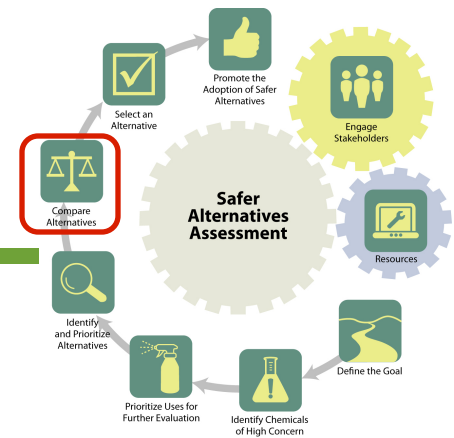 Promote the
Adoption of Safer
Alternatives
Select an
Alternative
Engage
Stakeholders
Compare
Alternatives
Safer
Alternatives
Assessment
Resources
Identify
and Prioritize
Alternatives
Define the Goal
Prioritize Uses for
Further Evaluation
Identify Chemicals
of High Concern